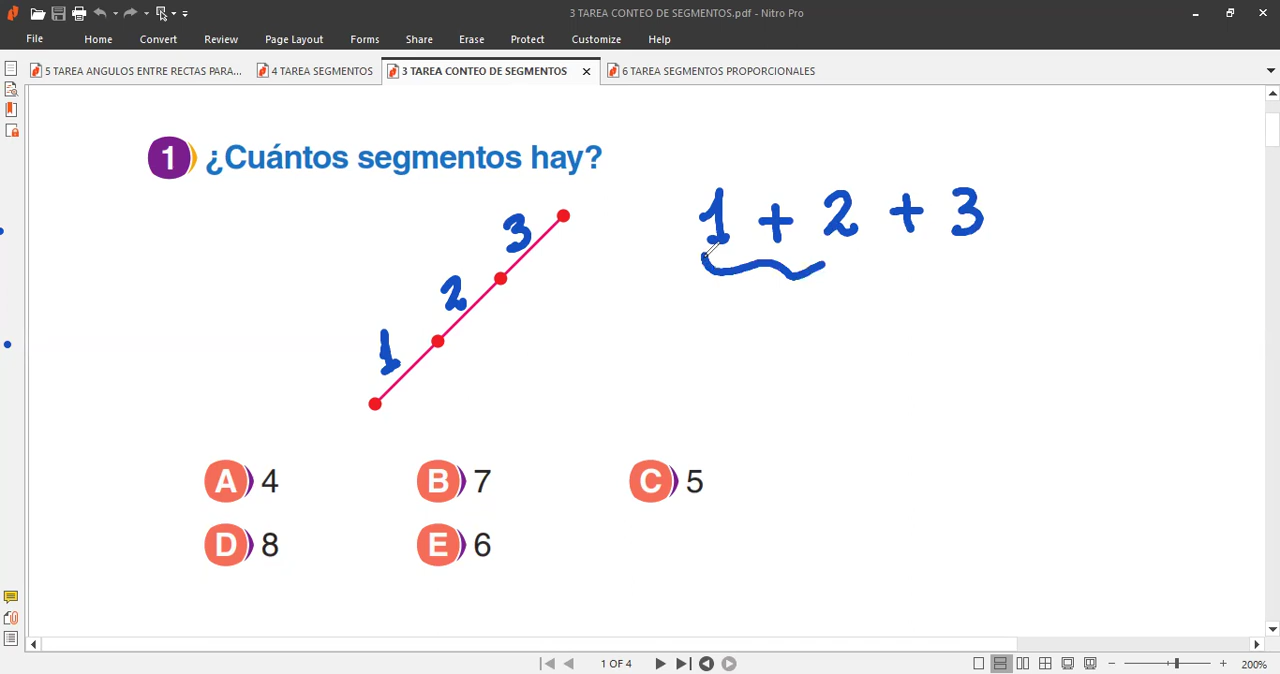 3 TAREA CONTEO DE SEGMENTOS.pdf - Nitro Pro
File Home Convert Review Page Layout Forms Share Erase Protect Customize Help
5 TAREA ANGULOS ENTRE RECTAS PARA... 4 TAREA SEGMENTOS 3 TAREA CONTEO DE SEGMENTOS 6 TAREA SEGMENTOS PROPORCIONALES
1 ¿Cuántos segmentos hay?
1 + 2 + 3
3
2
1
A 4 B 7 C 5
D 8 E 6
1 OF 4 200%